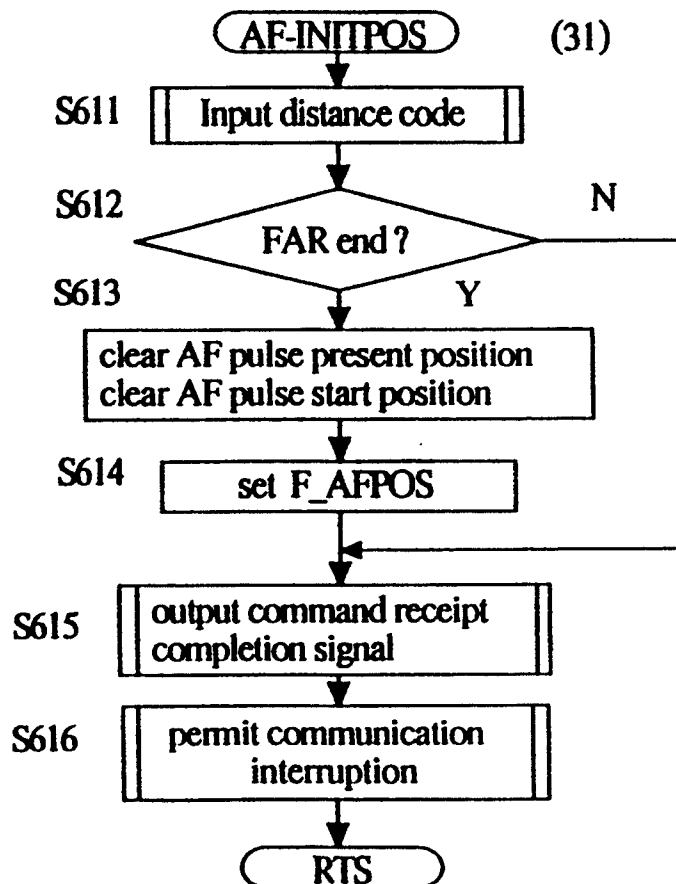 AF-INITPOS (31)
S611 Input distance code
S612 N
FAR end ?
S613 Y
clear AF pulse present position
clear AF pulse start position
S614 set F_AFPOS
S615 output command receipt
completion signal
S616 permit communication
interruption
RTS